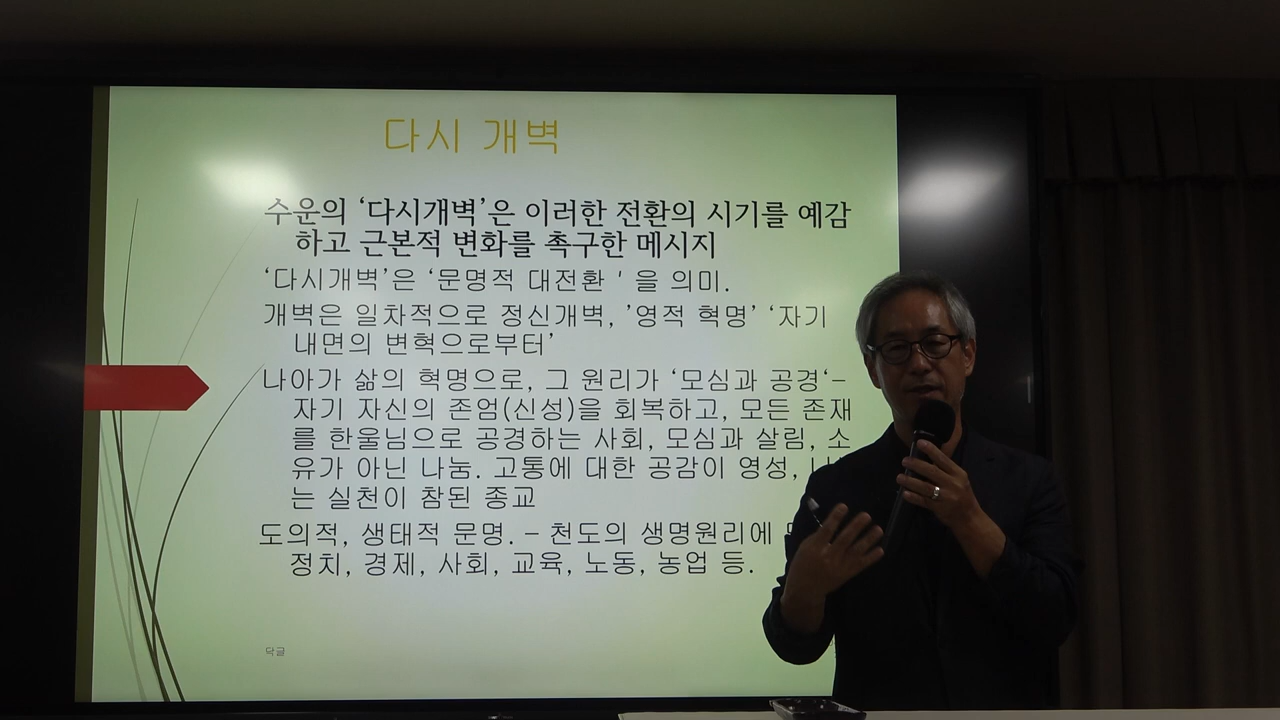 다시 개벽
수운의 ‘다시개벽’은 이러한 전환의 시기를 예감
하고 근본적 변화를 촉구한 메시지
‘다시개벽’은 ‘문명적 대전환 ' 을 의미.
개벽은 일차적으로 정신개벽, ’영적 혁명’ ‘자기
내면의 변혁으로부터’
나아가 삶의 혁명으로, 그 원리가 ‘모심과 공경‘–
자기 자신의 존엄(신성)을 회복하고, 모든 존재
를 한울님으로 공경하는 사회, 모심과 살림, 소
유가 아닌 나눔. 고통에 대한 공감이 영성,
는 실천이 참된 종교
도의적, 생태적 문명. – 천도의 생명원리에
정치, 경제, 사회, 교육, 노동, 농업 등.
닥글